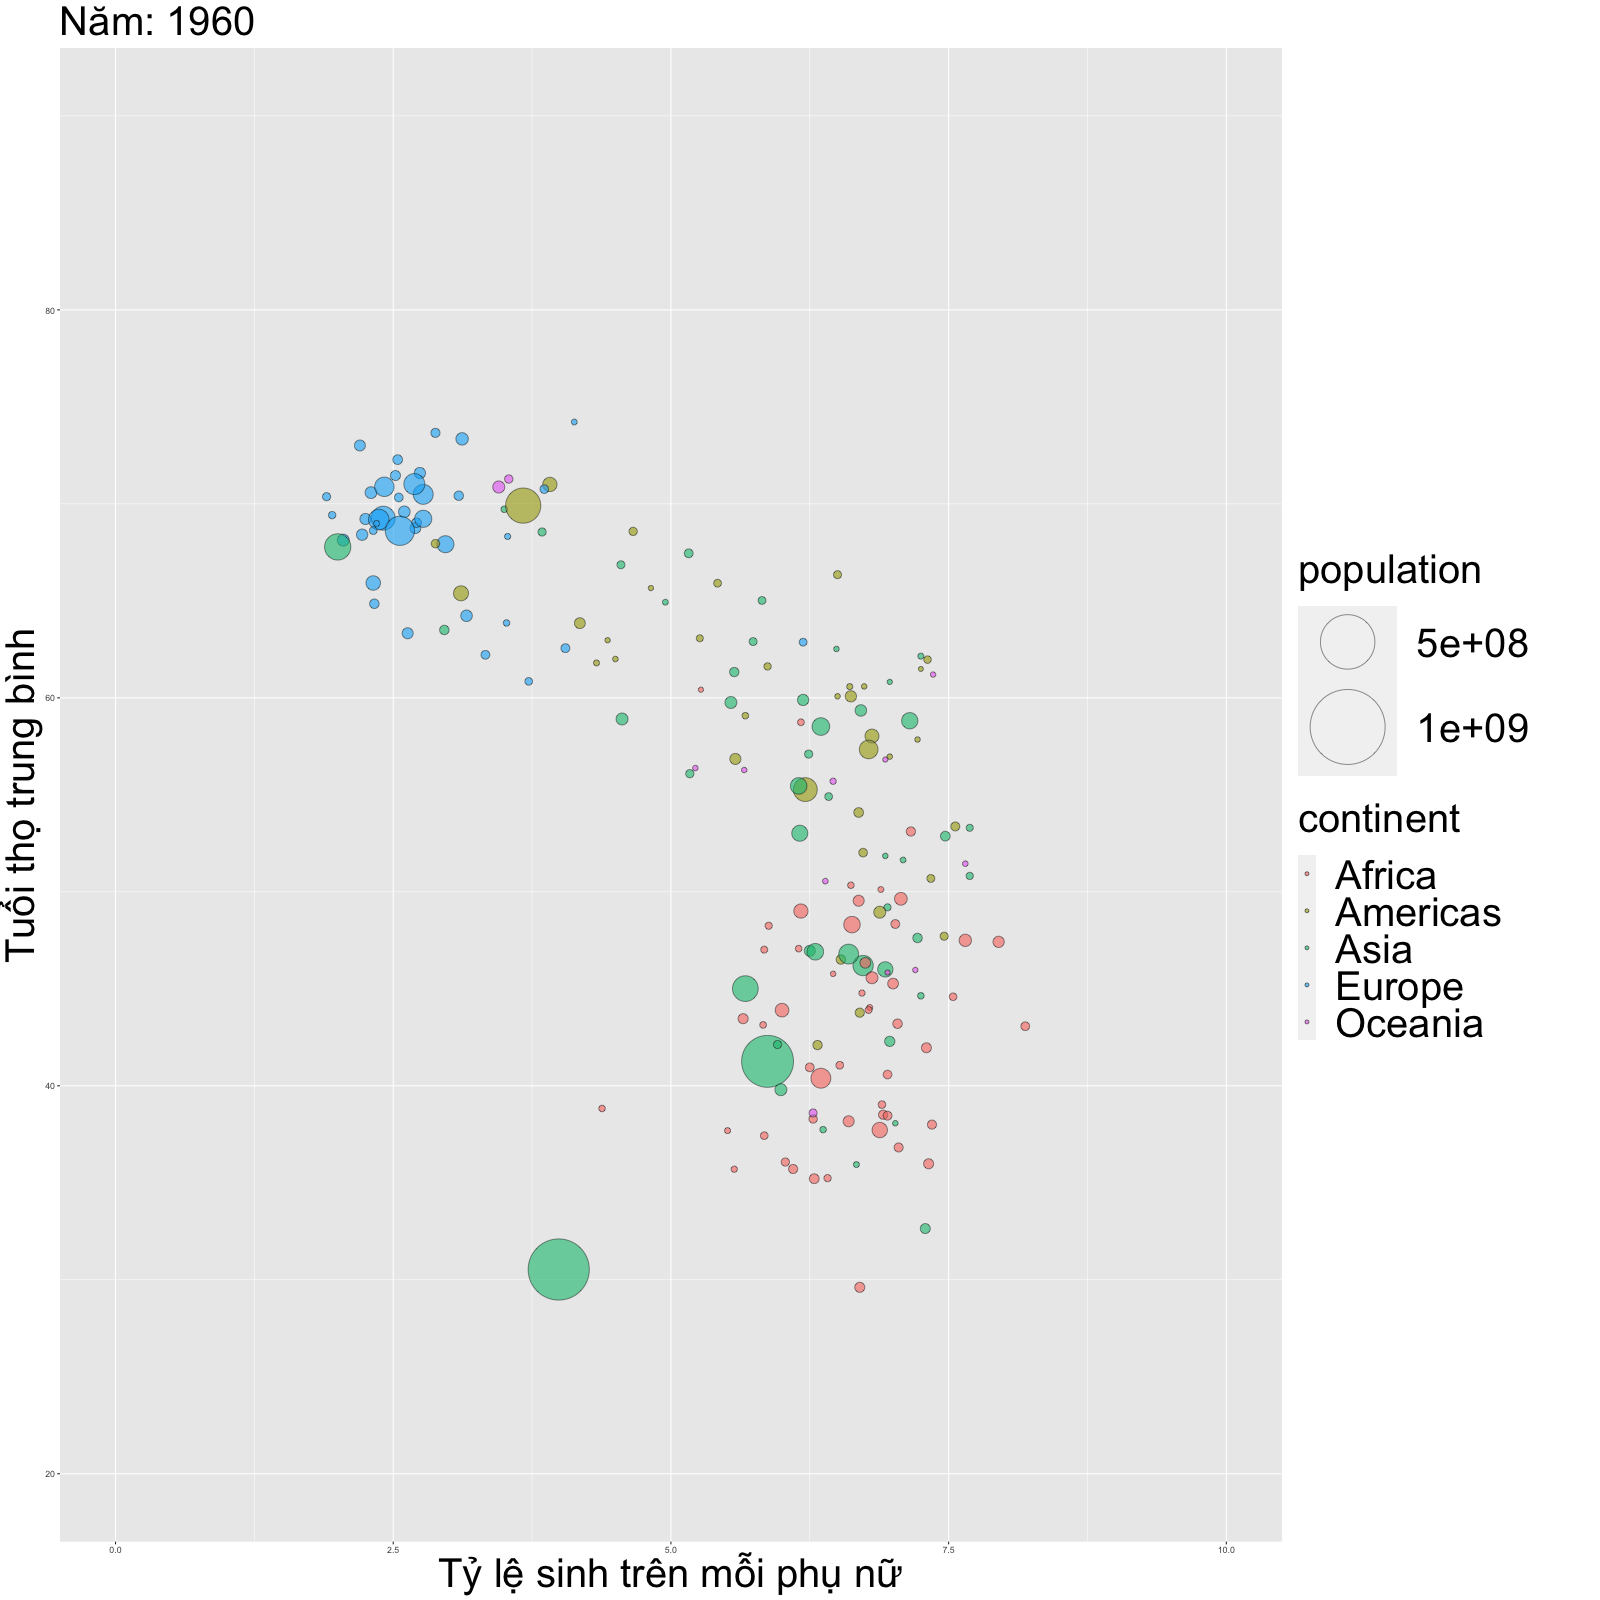 Năm: 1960
Tuổi thọ trung bình
80
60
40
20
0.0
2.5
5.0
7.5
10.0
Tỷ lệ sinh trên mỗi phụ nữ
population
5e+08
1e+09
continent
Africa
Americas
Asia
Europe
Oceania